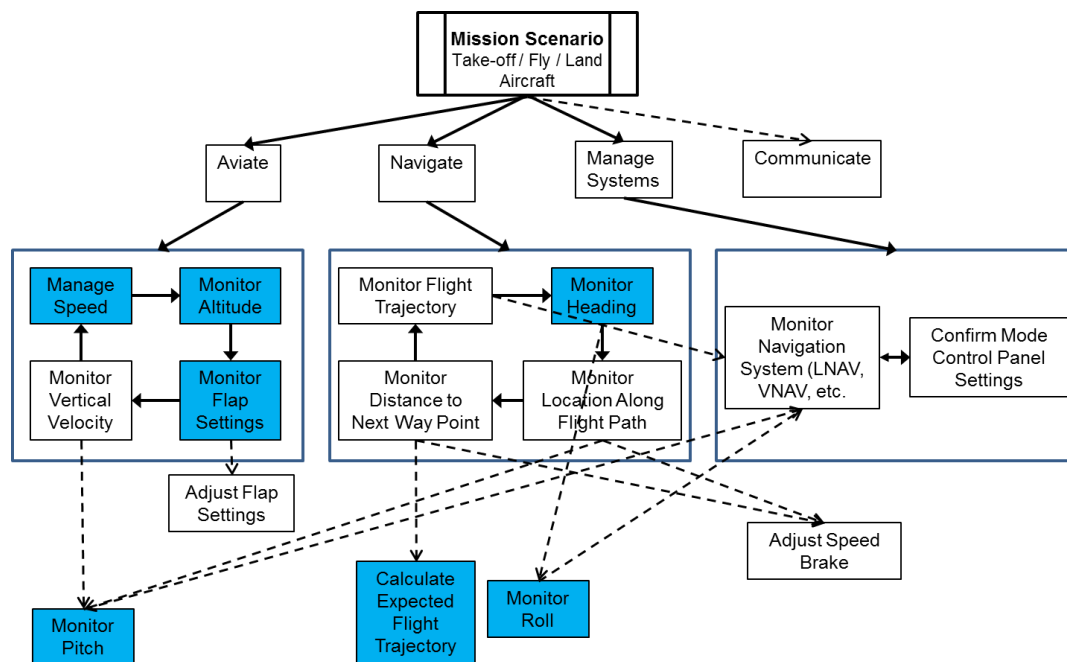 Mission Scenario
Take-off / Fly / Land
Aircraft
Aviate
Navigate
Manage
Systems
Communicate
Manage
Speed
Monitor
Altitude
Monitor
Vertical
Velocity
Monitor
Flap
Settings
Monitor Flight
Trajectory
Monitor
Heading
Monitor
Distance to
Next Way Point
Monitor
Location Along
Flight Path
Monitor
Navigation
System (LNAV,
VNAV, etc.
Confirm Mode
Control Panel
Settings
Adjust Flap
Settings
Adjust Speed
Brake
Monitor
Pitch
Calculate
Expected
Flight
Trajectory
Monitor
Roll